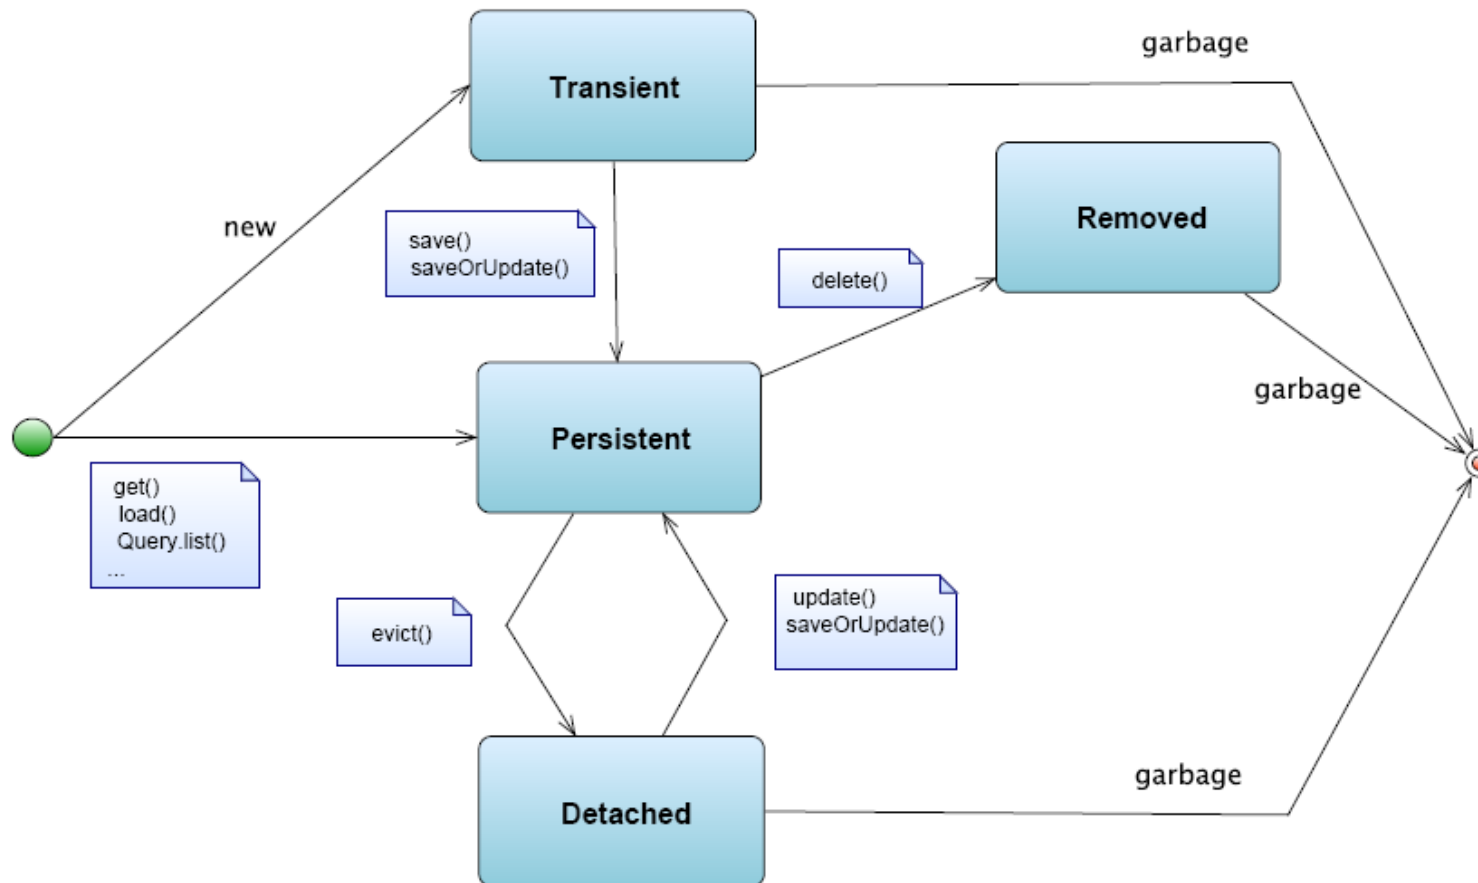 garbage
Transient
Removed
new
save()
saveOrUpdate()
delete()
garbage
Persistent
get()
load()
Query.list()
...
evict()
update()
saveOrUpdate()
garbage
Detached